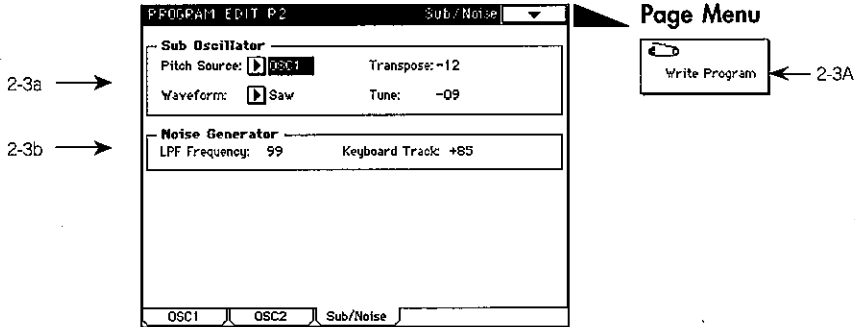 PROGRAM EDIT P2 Sub/Noise
Page Menu
Sub Oscillator
Pitch Source: OSC1 Transpose: -12
Write Program
2-3A
2-3a
Waveform: Saw Tune: -09
Noise Generator
2-3b
LPF Frequency: 99 Keyboard Track: +85
OSC1 OSC2 Sub/Noise